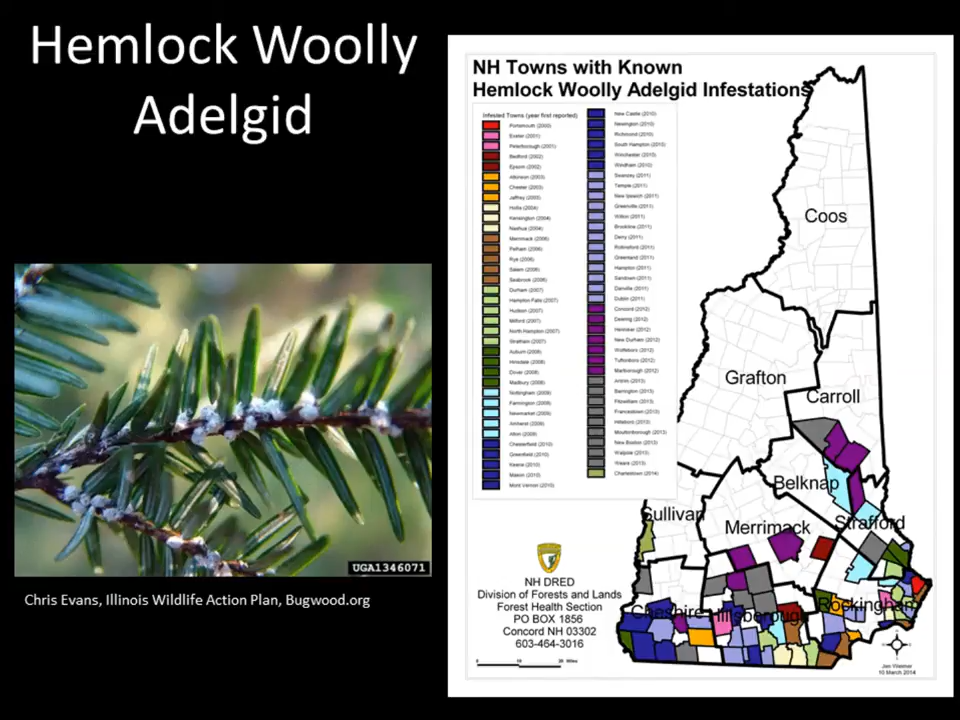 Hemlock Woolly
Adelgid
UGA1346071
Chris Evans, Illinois Wildlife Action Plan, Bugwood.org
NH Towns with Known
Hemlock Woolly Adelgid Infestations
Infested Towns (year first reported)
Portsmouth (2000)
Exeter (2001)
Peterborough (2001)
Bedford (2002)
Epsom (2002)
Atkinson (2003)
Chester (2003)
Jaffrey (2003)
Hollis (2004)
Kensington (2004)
Nashua (2004)
Merrimack (2006)
Pelham (2006)
Rye (2006)
Salem (2006)
Seabrook (2006)
Durham (2007)
Hampton Falls (2007)
Hudson (2007)
Milford (2007)
North Hampton (2007)
Stratham (2007)
Auburn (2008)
Hinsdale (2008)
Dover (2008)
Madbury (2008)
Nottingham (2009)
Farmington (2009)
Newmarket (2009)
Amherst (2009)
Alton (2009)
Chesterfield (2010)
Greenfield (2010)
Keene (2010)
Mason (2010)
Mont Vernon (2010)
New Castle (2010)
Newington (2010)
Richmond (2010)
South Hampton (2010)
Winchester (2010)
Windham (2010)
Swanzey (2011)
Temple (2011)
New Ipswich (2011)
Greenville (2011)
Wilton (2011)
Brookline (2011)
Derry (2011)
Rollinsford (2011)
Greenland (2011)
Hampton (2011)
Sandown (2011)
Danville (2011)
Dublin (2011)
Concord (2012)
Deering (2012)
Henniker (2012)
New Durham (2012)
Wolfeboro (2012)
Tuftonboro (2012)
Marlborough (2012)
Barrington (2013)
Fitzwilliam (2013)
Francestown (2013)
Hillsboro (2013)
Moultonborough (2013)
New Boston (2013)
Walpole (2013)
Weare (2013)
Charlestown (2014)
Coos
Grafton
Carroll
Belknap
Sullivan
Merrimack
Strafford
Cheshire
Hillsborough
Rockingham
NH DRED
Division of Forests and Lands
Forest Health Section
PO BOX 1856
Concord NH 03302
603-464-3016
0 10 20 Miles
Jen Weimer
10 March 2014